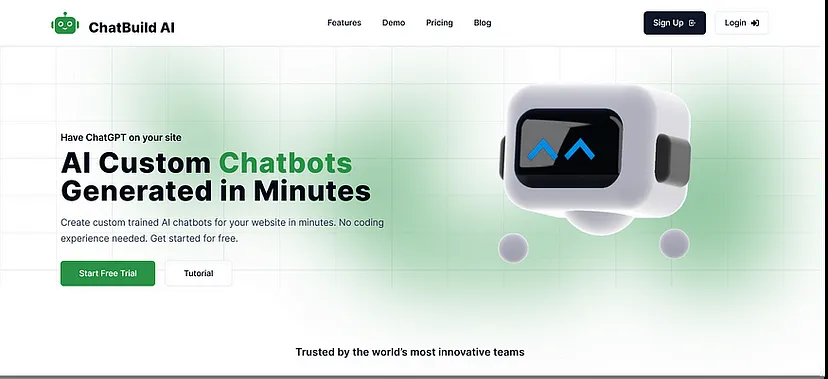 ChatBuild AI
Features
Demo
Pricing
Blog
Sign Up
Login
Have ChatGPT on your site
AI Custom Chatbots
Generated in Minutes
Create custom trained AI chatbots for your website in minutes. No coding
experience needed. Get started for free.
Start Free Trial
Tutorial
Trusted by the world's most innovative teams